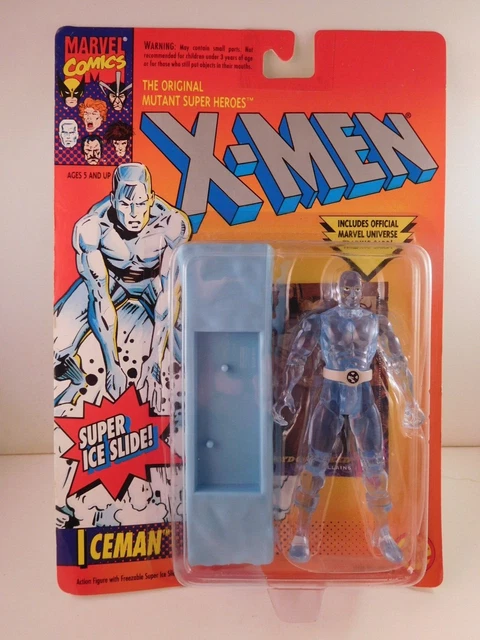 MARVEL
COMICS
WARNING: May contain small parts. Not
recommended for children under 3 years of age
or for those who still put objects in their mouths.
THE ORIGINAL
MUTANT SUPER HEROES™
X-MEN®
AGES 5 AND UP
INCLUDES OFFICIAL
MARVEL UNIVERSE
SUPER
ICE SLIDE!
ICEMAN™
Action Figure with Freezable Super Ice